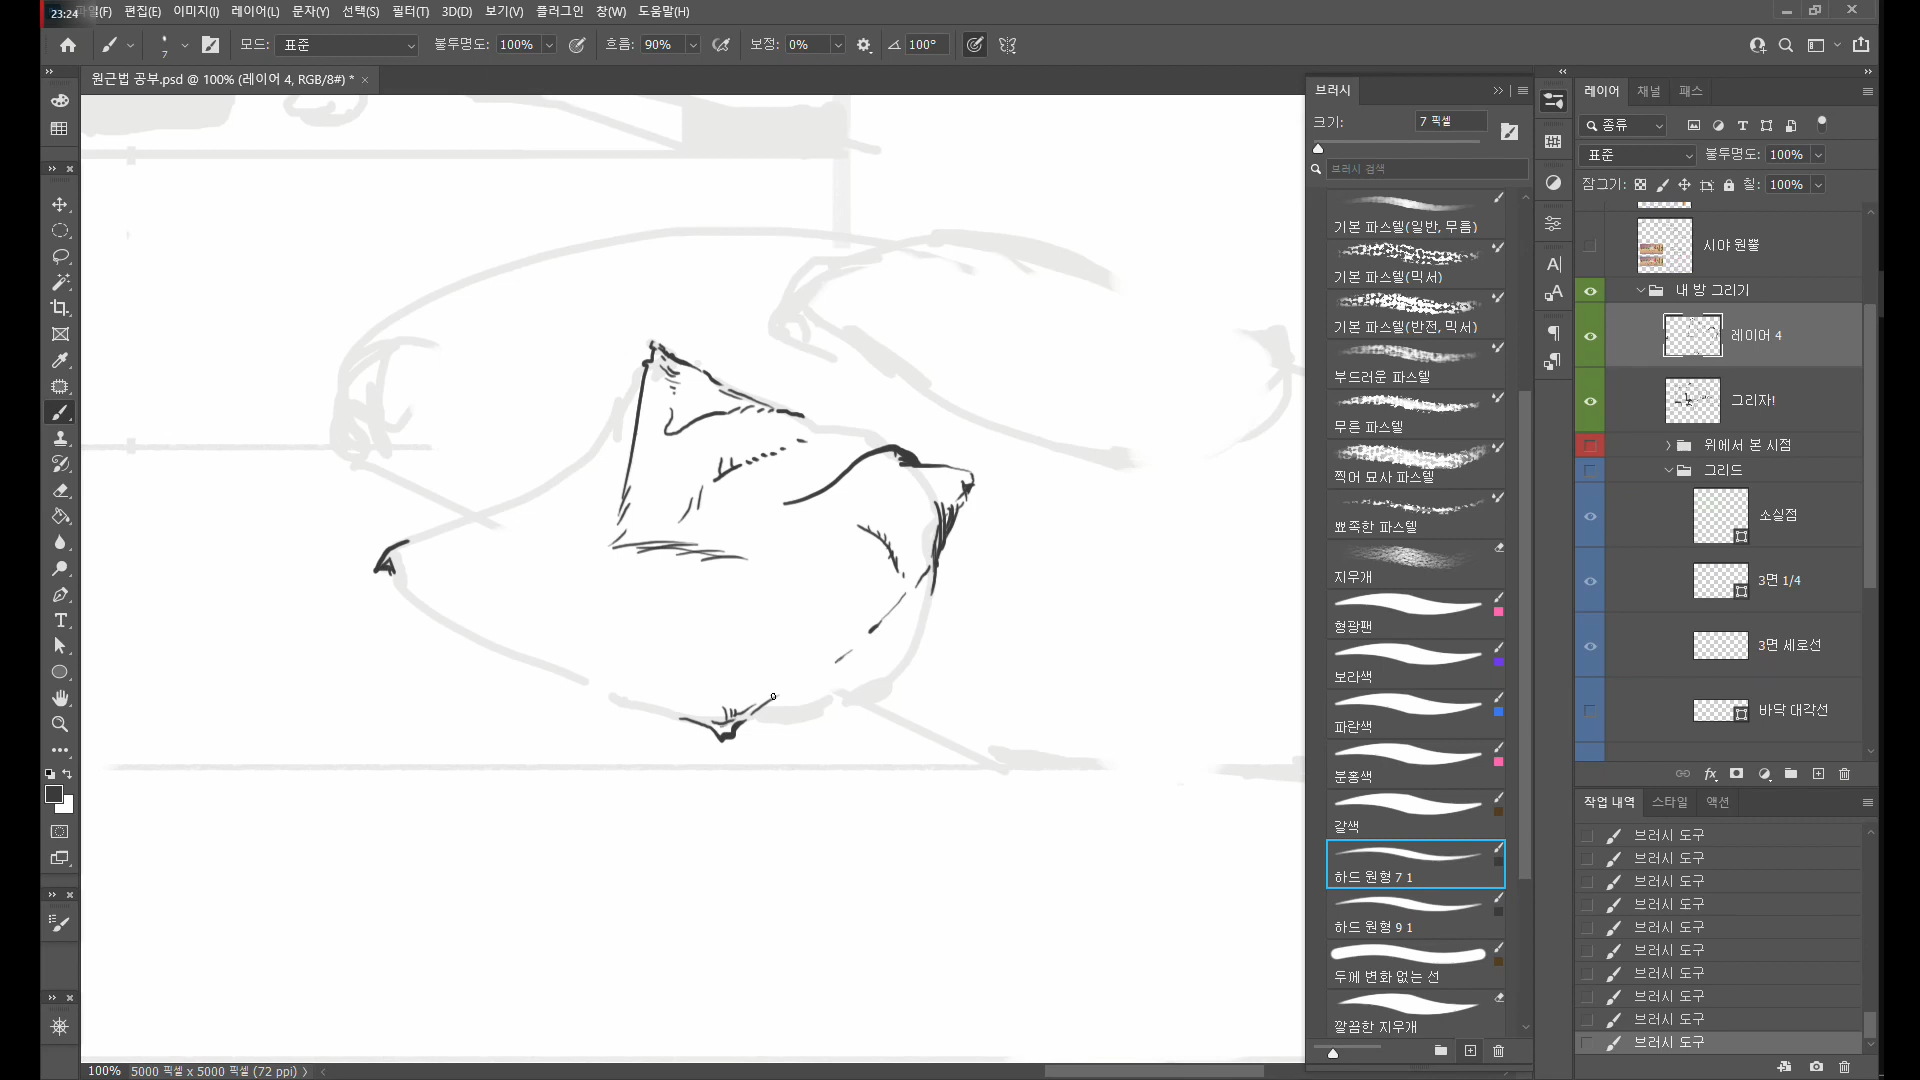 23:24
파일(F) 편집(E) 이미지(I) 레이어(L) 문자(Y) 선택(S) 필터(T) 3D(D) 보기(V) 플러그인 창(W) 도움말(H)
7
모드: 표준 불투명도: 100% 흐름: 90% 보정: 0% 100°
원근법 공부.psd @ 100% (레이어 4, RGB/8#) *
브러시
크기: 7 픽셀
브러시 검색
기본 파스텔(일반, 무름)
기본 파스텔(믹서)
기본 파스텔(반전, 믹서)
부드러운 파스텔
무른 파스텔
찍어 묘사 파스텔
뾰족한 파스텔
지우개
형광펜
보라색
파란색
분홍색
갈색
하드 원형 7 1
하드 원형 9 1
두께 변화 없는 선
깔끔한 지우개
레이어 채널 패스
종류
표준 불투명도: 100%
잠그기: 칠: 100%
시야 원뿔
내 방 그리기
레이어 4
그리자!
위에서 본 시점
그리드
소실점
3면 1/4
3면 세로선
바닥 대각선
작업 내역 스타일 액션
브러시 도구
브러시 도구
브러시 도구
브러시 도구
브러시 도구
브러시 도구
브러시 도구
브러시 도구
브러시 도구
브러시 도구
100% 5000 픽셀 x 5000 픽셀 (72 ppi)